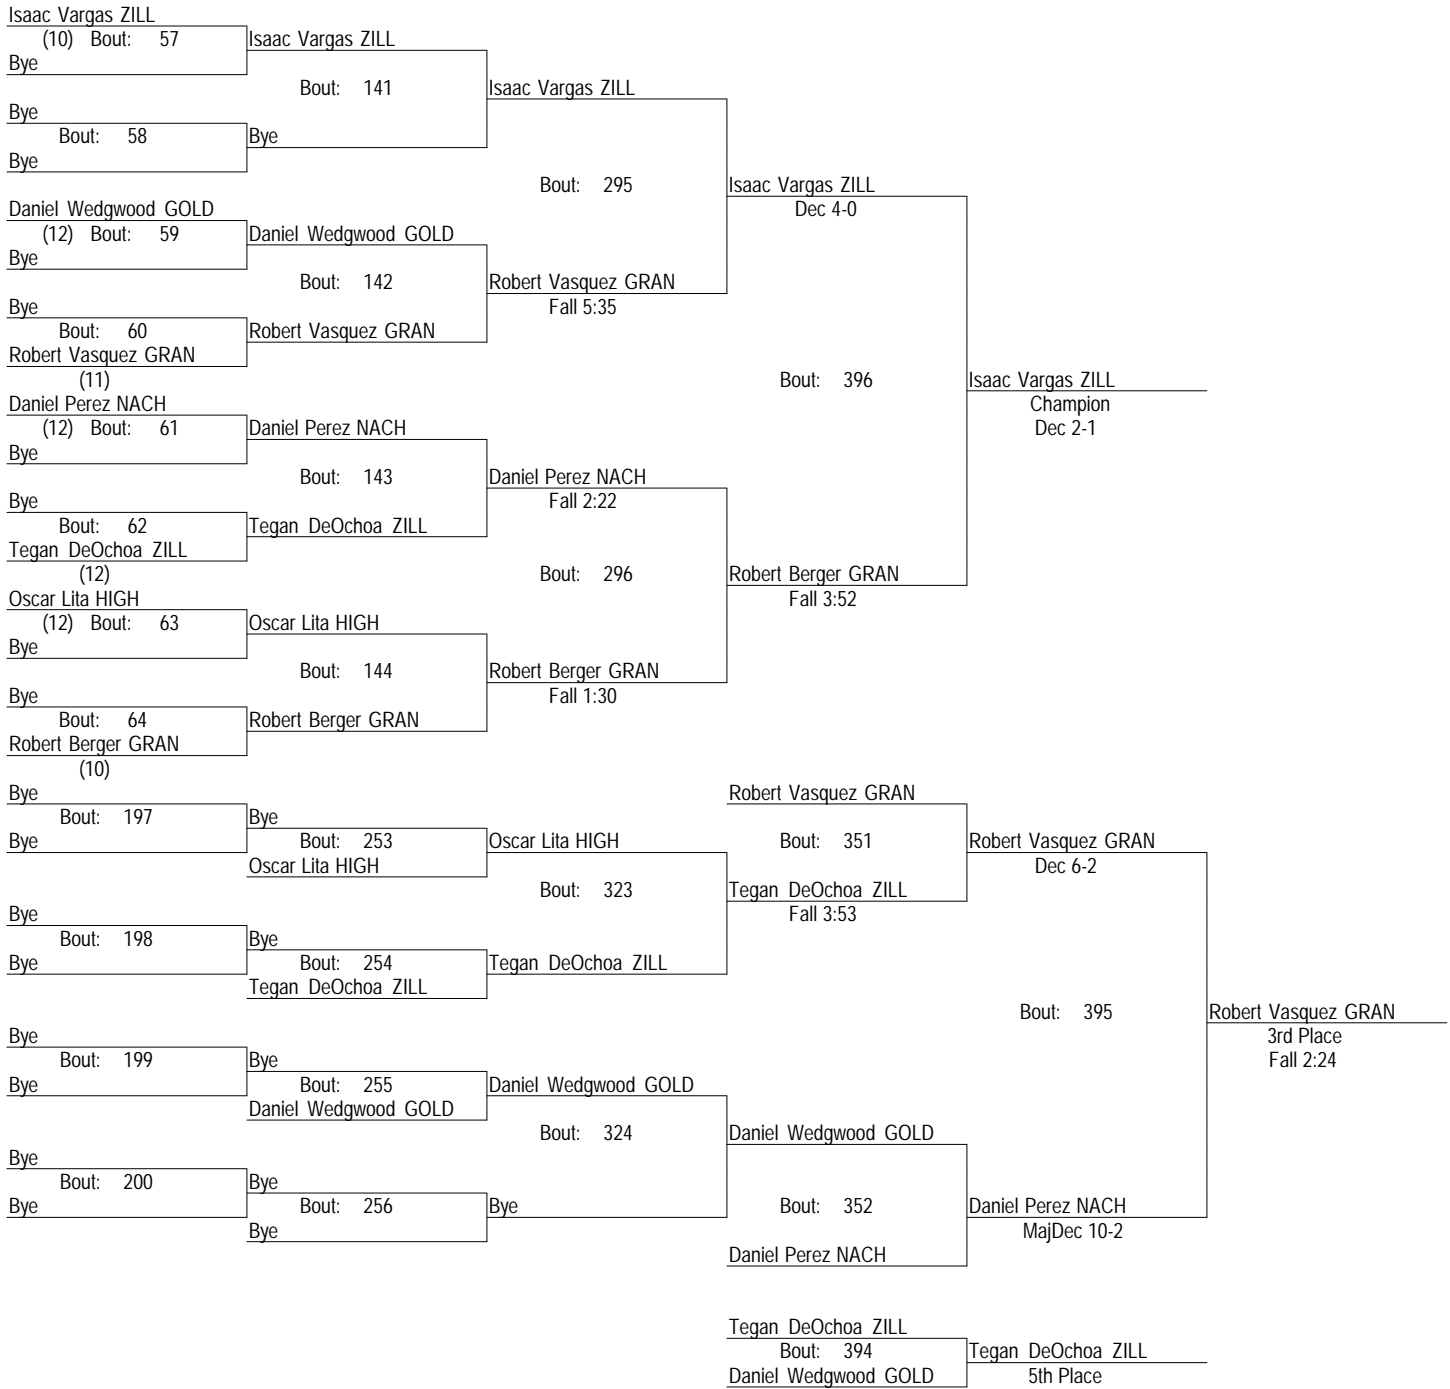 Isaac Vargas ZILL
(10) Bout: 57
Isaac Vargas ZILL
Bye
Bout: 141
Isaac Vargas ZILL
Bye
Bout: 58
Bye
Bye
Bout: 295
Isaac Vargas ZILL
Dec 4-0
Daniel Wedgwood GOLD
(12) Bout: 59
Daniel Wedgwood GOLD
Bye
Bout: 142
Robert Vasquez GRAN
Fall 5:35
Bye
Bout: 60
Robert Vasquez GRAN
Robert Vasquez GRAN
(11)
Bout: 396
Isaac Vargas ZILL
Champion
Dec 2-1
Daniel Perez NACH
(12) Bout: 61
Daniel Perez NACH
Bye
Bout: 143
Daniel Perez NACH
Fall 2:22
Bye
Bout: 62
Tegan DeOchoa ZILL
Tegan DeOchoa ZILL
(12)
Bout: 296
Robert Berger GRAN
Fall 3:52
Oscar Lita HIGH
(12) Bout: 63
Oscar Lita HIGH
Bye
Bout: 144
Robert Berger GRAN
Fall 1:30
Bye
Bout: 64
Robert Berger GRAN
Robert Berger GRAN
(10)
Bye
Bout: 197
Bye
Bye
Bout: 253
Oscar Lita HIGH
Oscar Lita HIGH
Robert Vasquez GRAN
Bout: 351
Robert Vasquez GRAN
Dec 6-2
Bout: 323
Tegan DeOchoa ZILL
Fall 3:53
Bye
Bout: 198
Bye
Bye
Bout: 254
Tegan DeOchoa ZILL
Tegan DeOchoa ZILL
Bout: 395
Robert Vasquez GRAN
3rd Place
Fall 2:24
Bye
Bout: 199
Bye
Bye
Bout: 255
Daniel Wedgwood GOLD
Daniel Wedgwood GOLD
Bout: 324
Daniel Wedgwood GOLD
Bye
Bout: 200
Bye
Bye
Bout: 256
Bye
Bye
Bout: 352
Daniel Perez NACH
MajDec 10-2
Daniel Perez NACH
Tegan DeOchoa ZILL
Bout: 394
Tegan DeOchoa ZILL
Daniel Wedgwood GOLD
5th Place